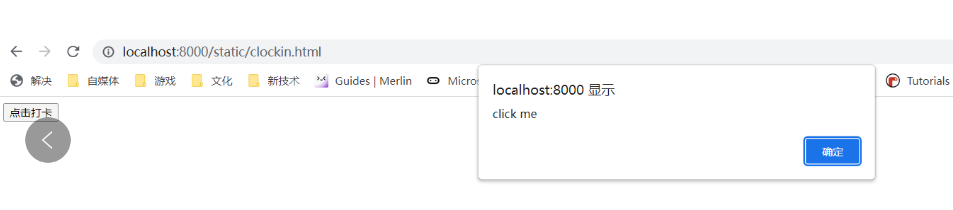 localhost:8000/static/clockin.html
解决 自媒体 游戏 文化 新技术 Guides | Merlin Micros Tutorials
localhost:8000 显示
click me
点击打卡
确定